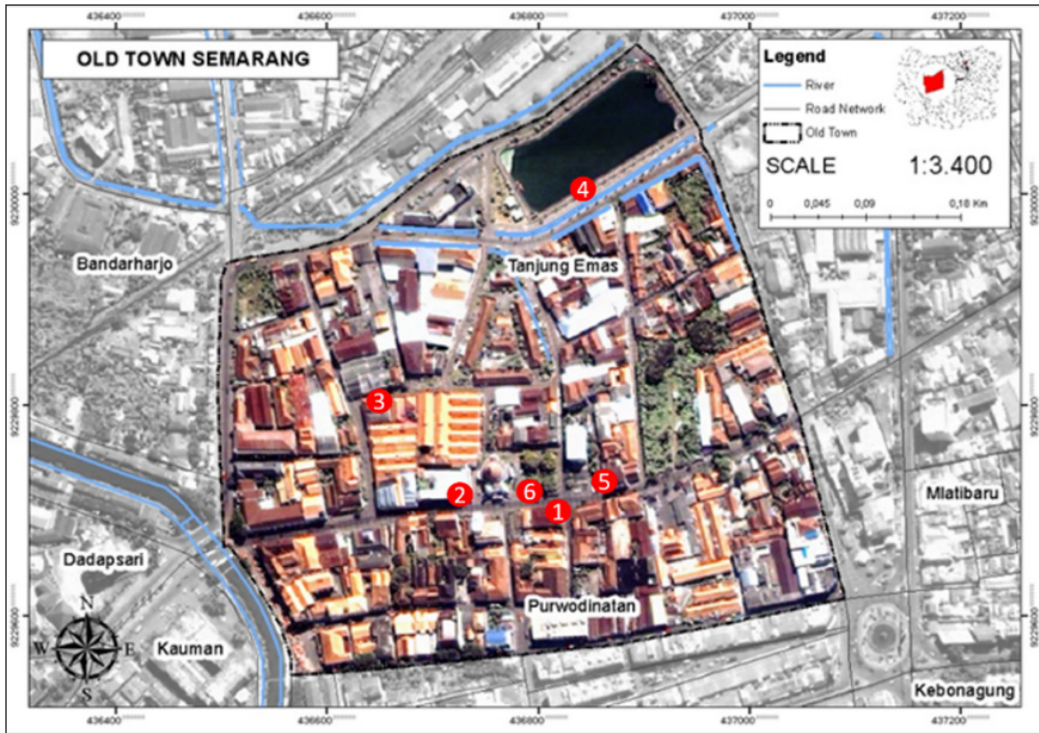 436400 436600 436800 437000 437200
OLD TOWN SEMARANG
Legend
River
Road Network
Old Town
SCALE 1:3.400
0 0,045 0,09 0,18 Km
9230000 9230000
4
Bandarharjo
Tanjung Emas
3
2 6 5
1
Mlatibaru
Dadapsari
Purwodinatan
N
Kauman
W E
S
Kebonagung
436400 436600 436800 437000 437200